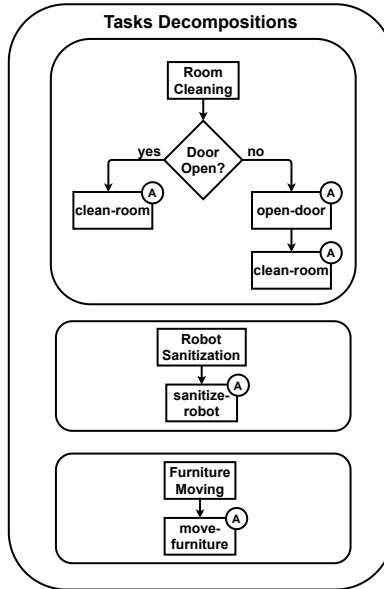 Tasks Decompositions
Room
Cleaning
yes
Door
Open?
no
A
clean-room
A
open-door
A
clean-room
Robot
Sanitization
A
sanitize-
robot
Furniture
Moving
A
move-
furniture